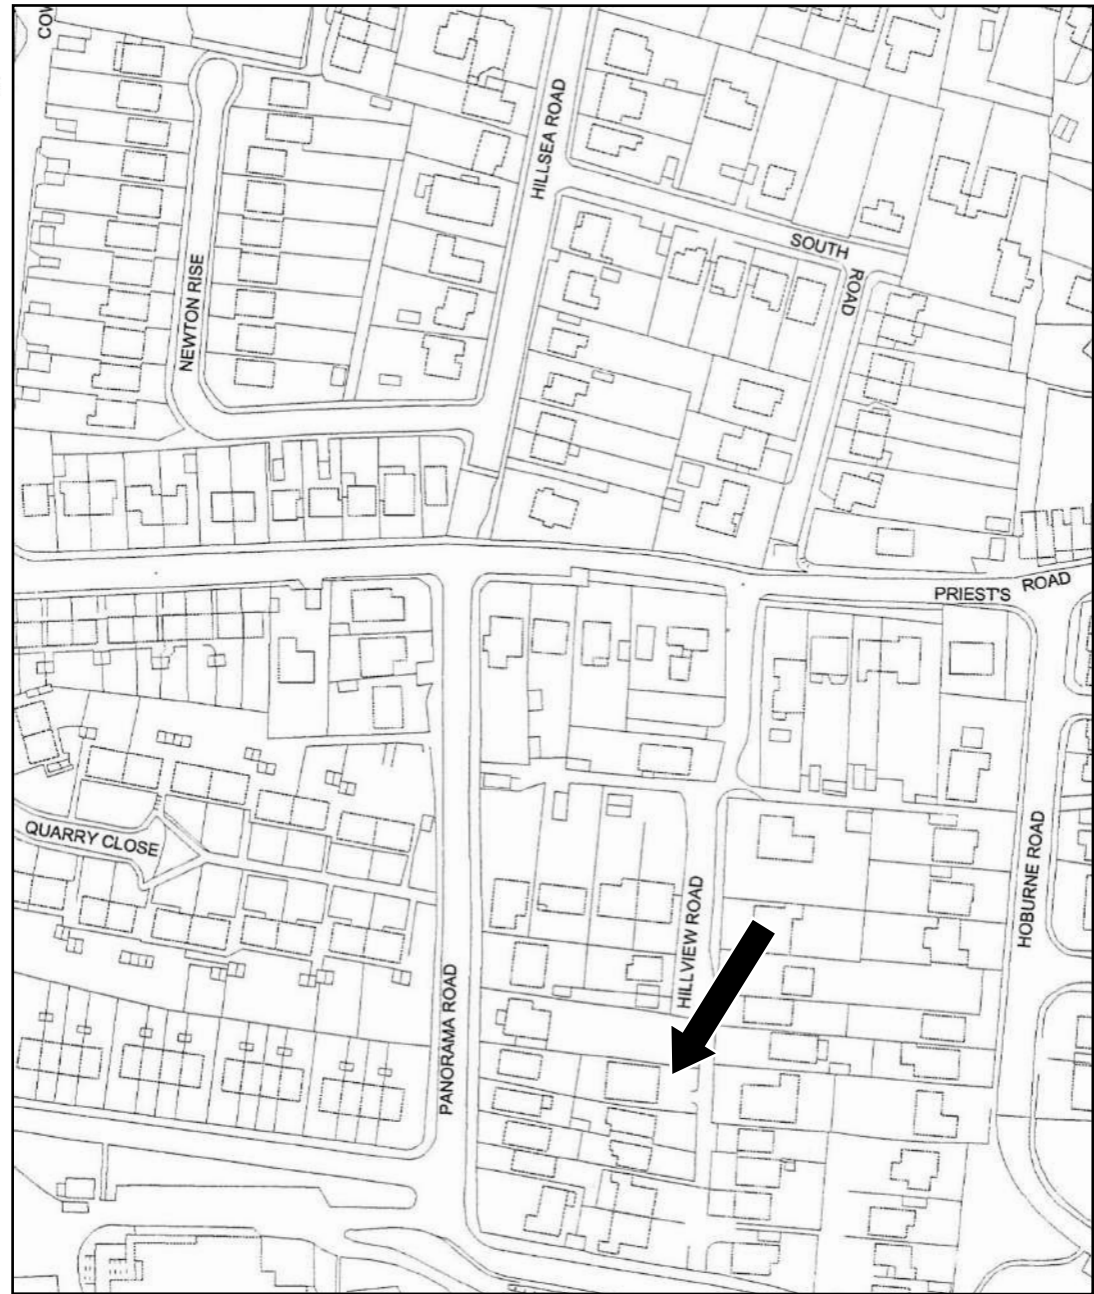 HILLSEA ROAD
SOUTH
ROAD
NEWTON RISE
PRIEST'S ROAD
QUARRY CLOSE
HILLVIEW ROAD
HOBURNE ROAD
PANORAMA ROAD